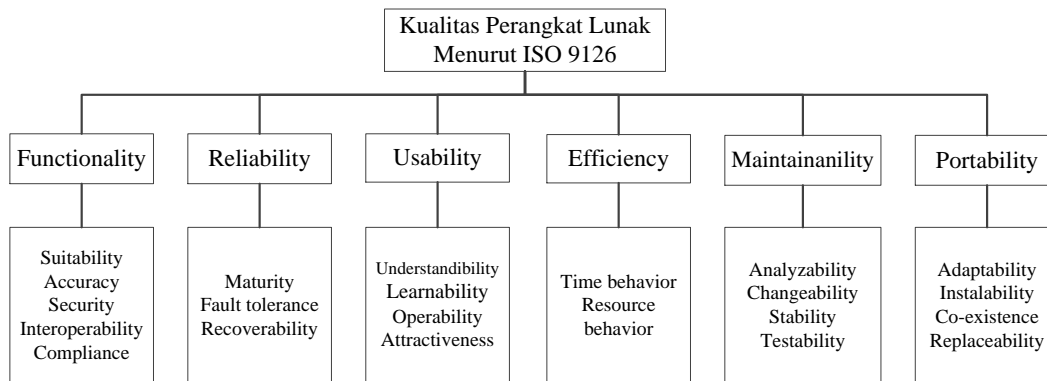 Kualitas Perangkat Lunak
Menurut ISO 9126
Functionality
Reliability
Usability
Efficiency
Maintainanility
Portability
Suitability
Accuracy
Security
Interoperability
Compliance
Maturity
Fault tolerance
Recoverability
Understandibility
Learnability
Operability
Attractiveness
Time behavior
Resource
behavior
Analyzability
Changeability
Stability
Testability
Adaptability
Instalability
Co-existence
Replaceability